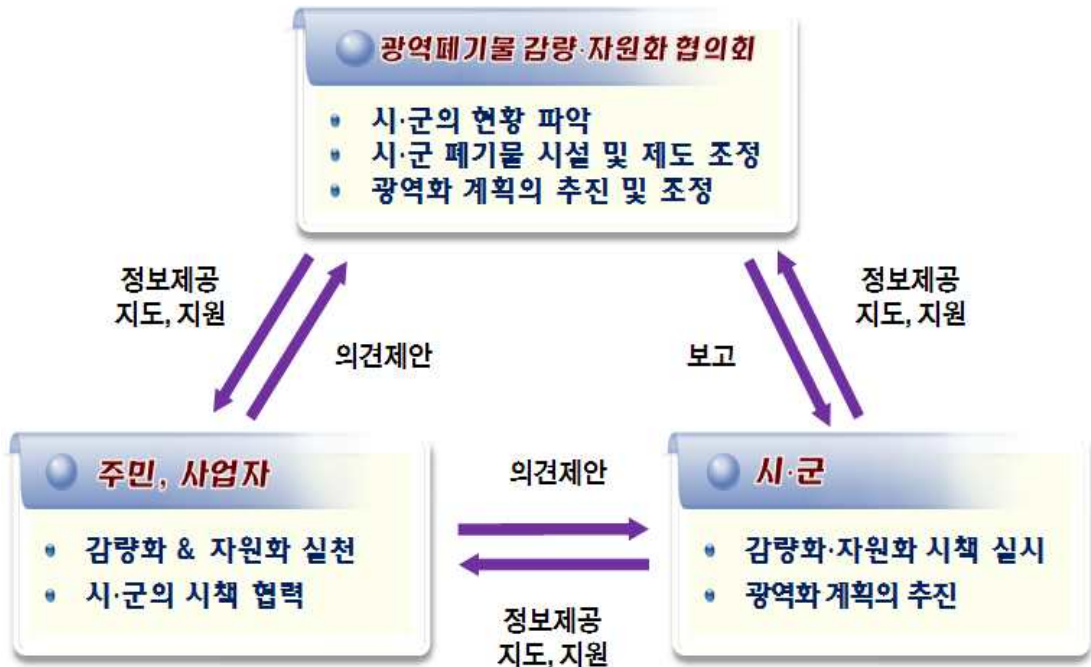 광역폐기물 감량·자원화 협의회
• 시·군의 현황 파악
• 시·군 폐기물 시설 및 제도 조정
• 광역화 계획의 추진 및 조정
정보제공
지도, 지원
의견제안
보고
정보제공
지도, 지원
주민, 사업자
• 감량화 & 자원화 실천
• 시·군의 시책 협력
의견제안
정보제공
지도, 지원
시·군
• 감량화·자원화 시책 실시
• 광역화 계획의 추진